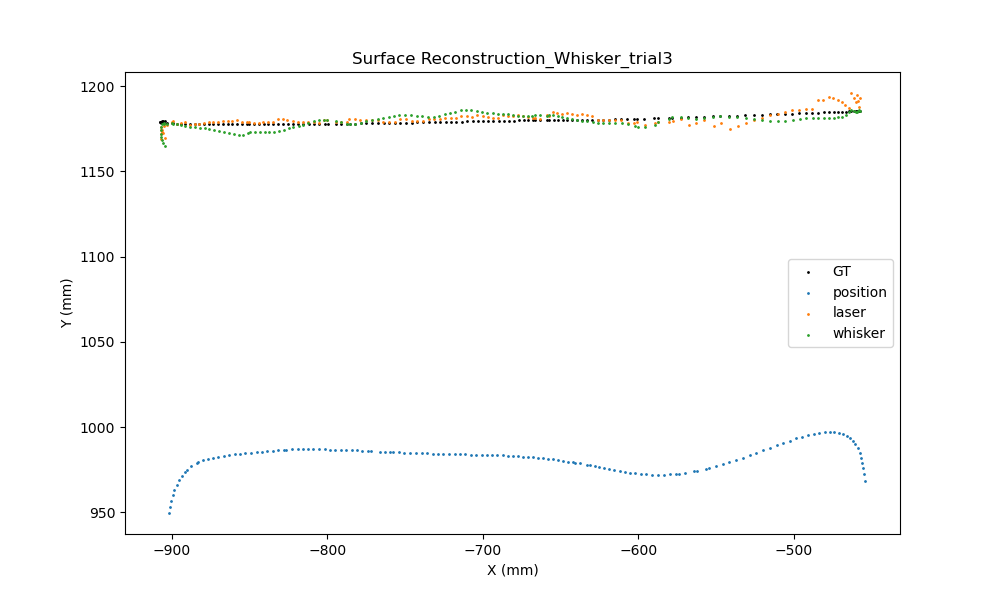 Surface Reconstruction_Whisker_trial3
Y (mm)
1200
1150
1100
1050
1000
950
GT
position
laser
whisker
−900
−800
−700
−600
−500
X (mm)